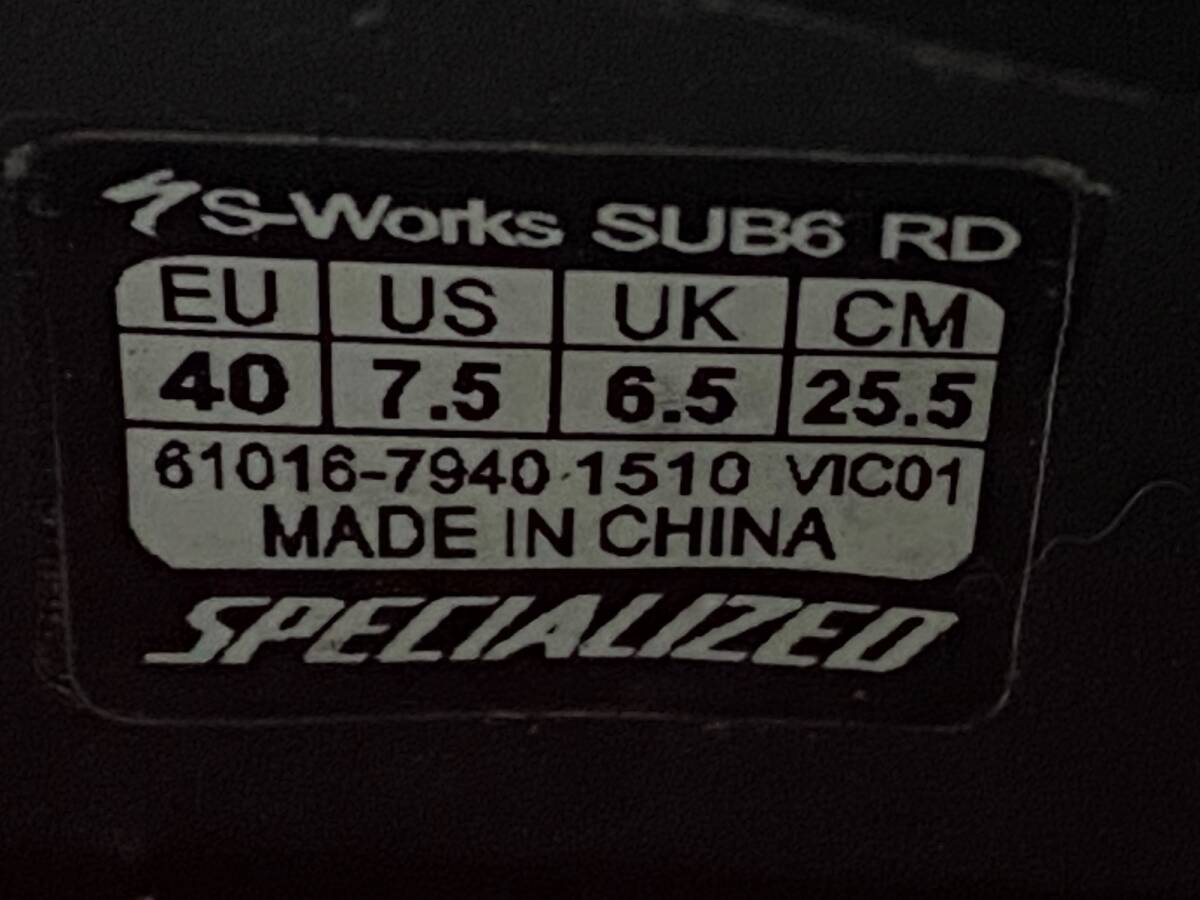 S-Works SUB6 RD
EU US UK CM
40 7.5 6.5 25.5
61016-7940 1510 VIC01
MADE IN CHINA
SPECIALIZED